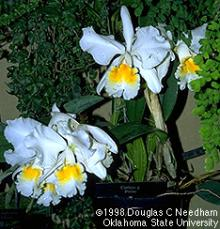 ©1998 Douglas C Needham
Oklahoma State University